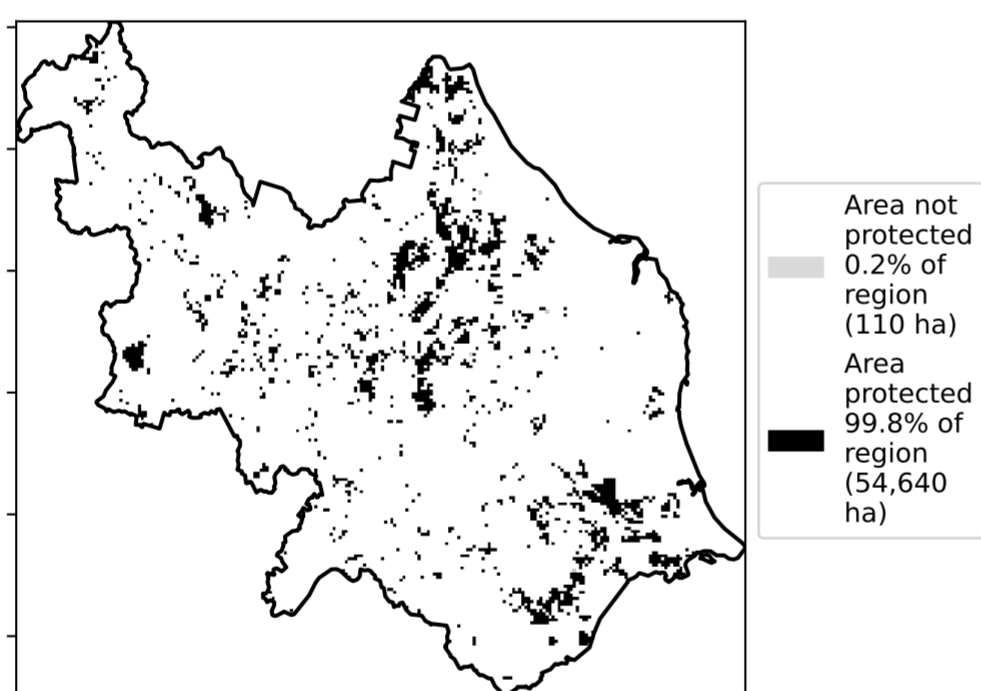 Area not
protected
0.2% of
region
(110 ha)
Area
protected
99.8% of
region
(54,640
ha)